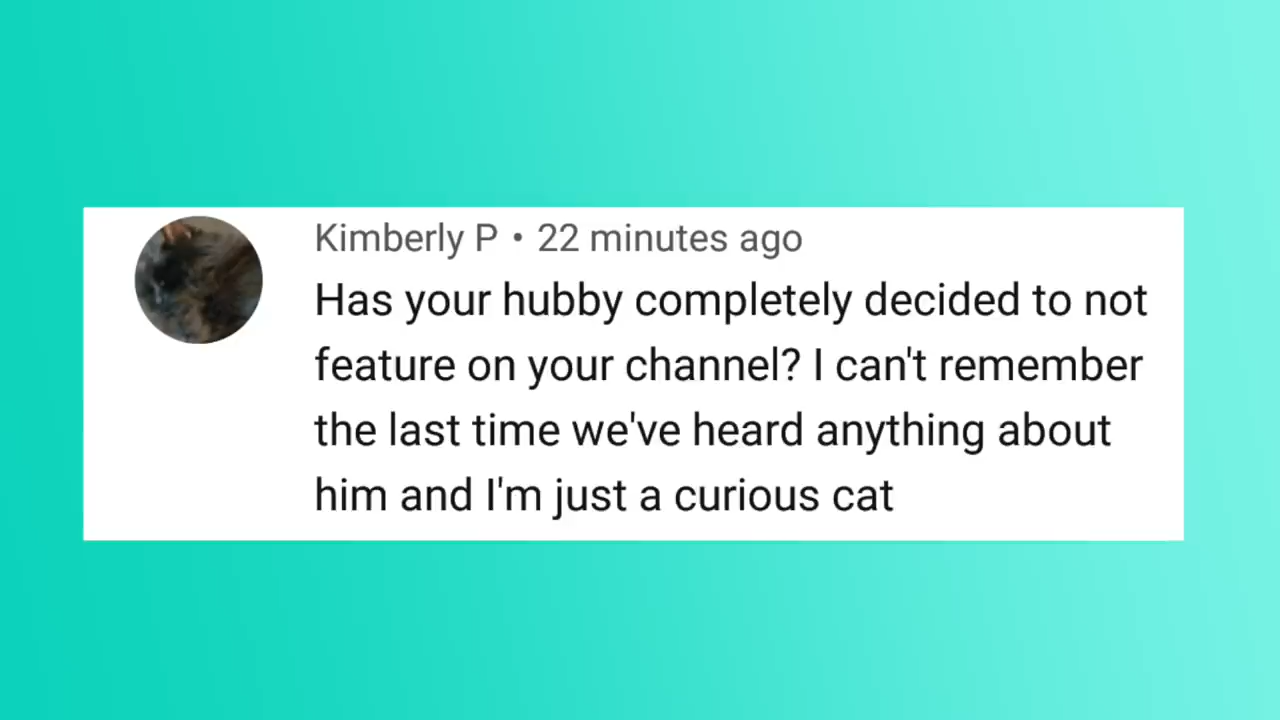 Kimberly P • 22 minutes ago
Has your hubby completely decided to not
feature on your channel? I can't remember
the last time we've heard anything about
him and I'm just a curious cat